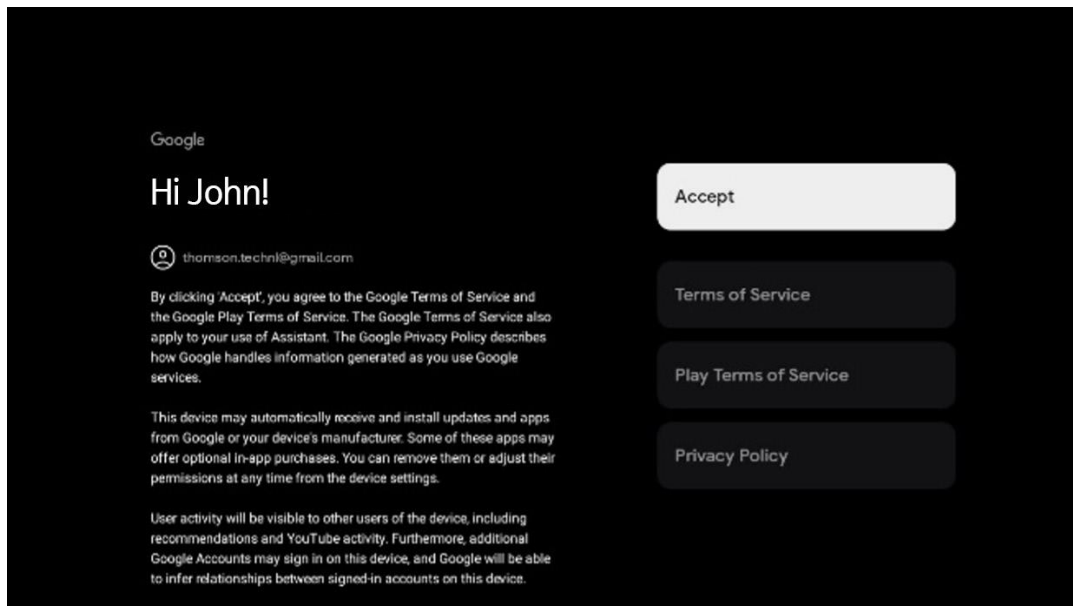 Google
Hi John!
thomson.technl@gmail.com
By clicking 'Accept', you agree to the Google Terms of Service and
the Google Play Terms of Service. The Google Terms of Service also
apply to your use of Assistant. The Google Privacy Policy describes
how Google handles information generated as you use Google
services.
This device may automatically receive and install updates and apps
from Google or your device's manufacturer. Some of these apps may
offer optional in-app purchases. You can remove them or adjust their
permissions at any time from the device settings.
User activity will be visible to other users of the device, including
recommendations and YouTube activity. Furthermore, additional
Google Accounts may sign in on this device, and Google will be able
to infer relationships between signed-in accounts on this device.
Accept
Terms of Service
Play Terms of Service
Privacy Policy